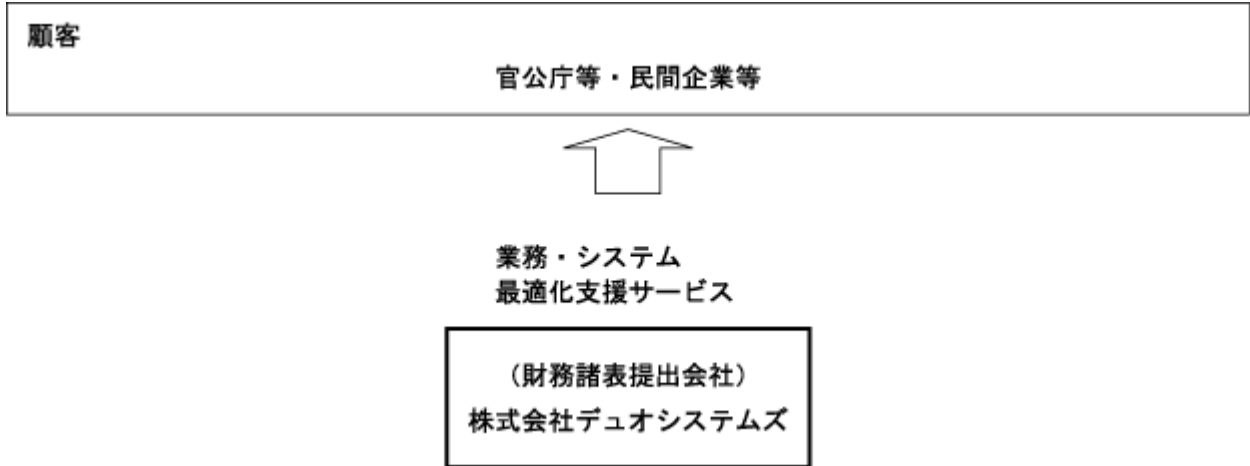 顧客
官公庁等・民間企業等
業務・システム
最適化支援サービス
（財務諸表提出会社）
株式会社デュオシステムズ